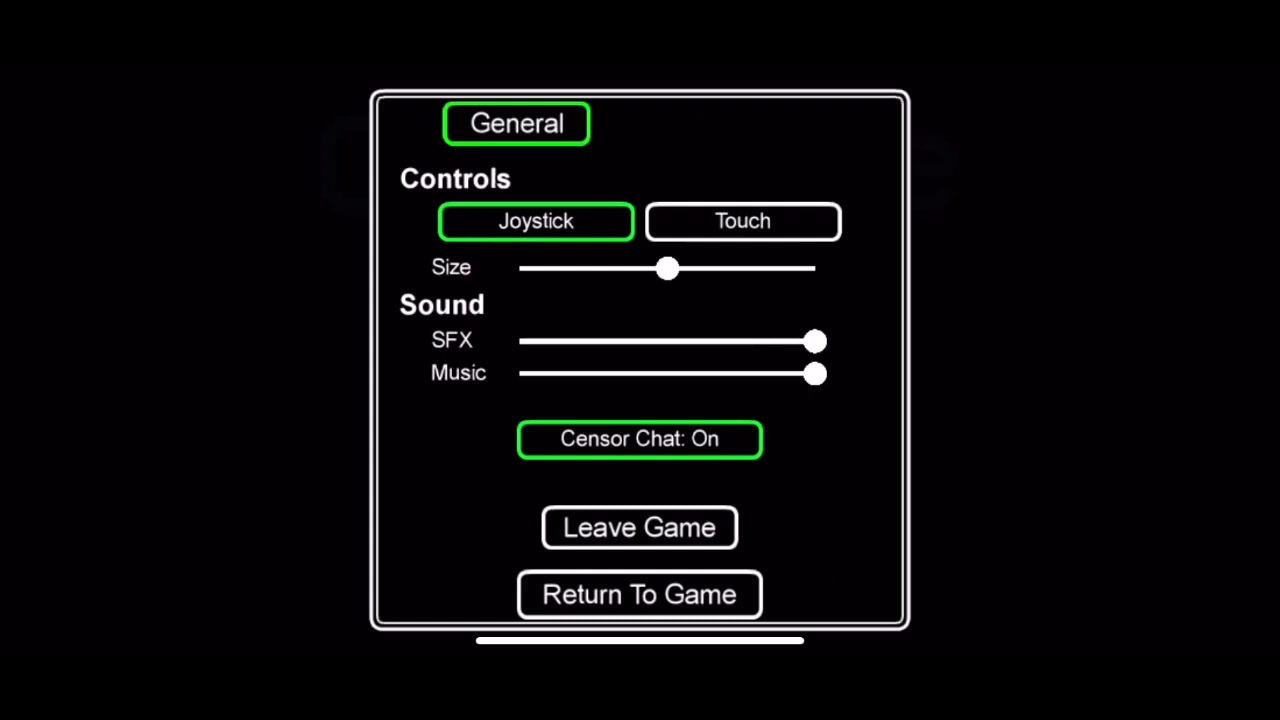 General
Controls
Joystick Touch
Size
Sound
SFX
Music
Censor Chat: On
Leave Game
Return To Game